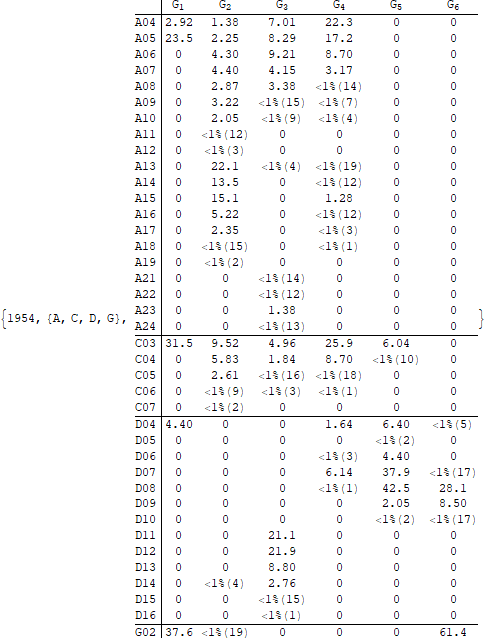 G1 G2 G3 G4 G5 G6
A04 2.92 1.38 7.01 22.3 0 0
A05 23.5 2.25 8.29 17.2 0 0
A06 0 4.30 9.21 8.70 0 0
A07 0 4.40 4.15 3.17 0 0
A08 0 2.87 3.38 <1%(14) 0 0
A09 0 3.22 <1%(15) <1%(7) 0 0
A10 0 2.05 <1%(9) <1%(4) 0 0
A11 0 <1%(12) 0 0 0 0
A12 0 <1%(3) 0 0 0 0
A13 0 22.1 <1%(4) <1%(19) 0 0
A14 0 13.5 0 <1%(12) 0 0
A15 0 15.1 0 1.28 0 0
A16 0 5.22 0 <1%(12) 0 0
A17 0 2.35 0 <1%(3) 0 0
A18 0 <1%(15) 0 <1%(1) 0 0
A19 0 <1%(2) 0 0 0 0
A21 0 0 <1%(14) 0 0 0
A22 0 0 <1%(12) 0 0 0
A23 0 0 1.38 0 0 0
{1954, {A, C, D, G}, }
A24 0 0 <1%(13) 0 0 0
C03 31.5 9.52 4.96 25.9 6.04 0
C04 0 5.83 1.84 8.70 <1%(10) 0
C05 0 2.61 <1%(16) <1%(18) 0 0
C06 0 <1%(9) <1%(3) <1%(1) 0 0
C07 0 <1%(2) 0 0 0 0
D04 4.40 0 0 1.64 6.40 <1%(5)
D05 0 0 0 0 <1%(2) 0
D06 0 0 0 <1%(3) 4.40 0
D07 0 0 0 6.14 37.9 <1%(17)
D08 0 0 0 <1%(1) 42.5 28.1
D09 0 0 0 0 2.05 8.50
D10 0 0 0 0 <1%(2) <1%(17)
D11 0 0 21.1 0 0 0
D12 0 0 21.9 0 0 0
D13 0 0 8.80 0 0 0
D14 0 <1%(4) 2.76 0 0 0
D15 0 0 <1%(15) 0 0 0
D16 0 0 <1%(1) 0 0 0
G02 37.6 <1%(19) 0 0 0 61.4